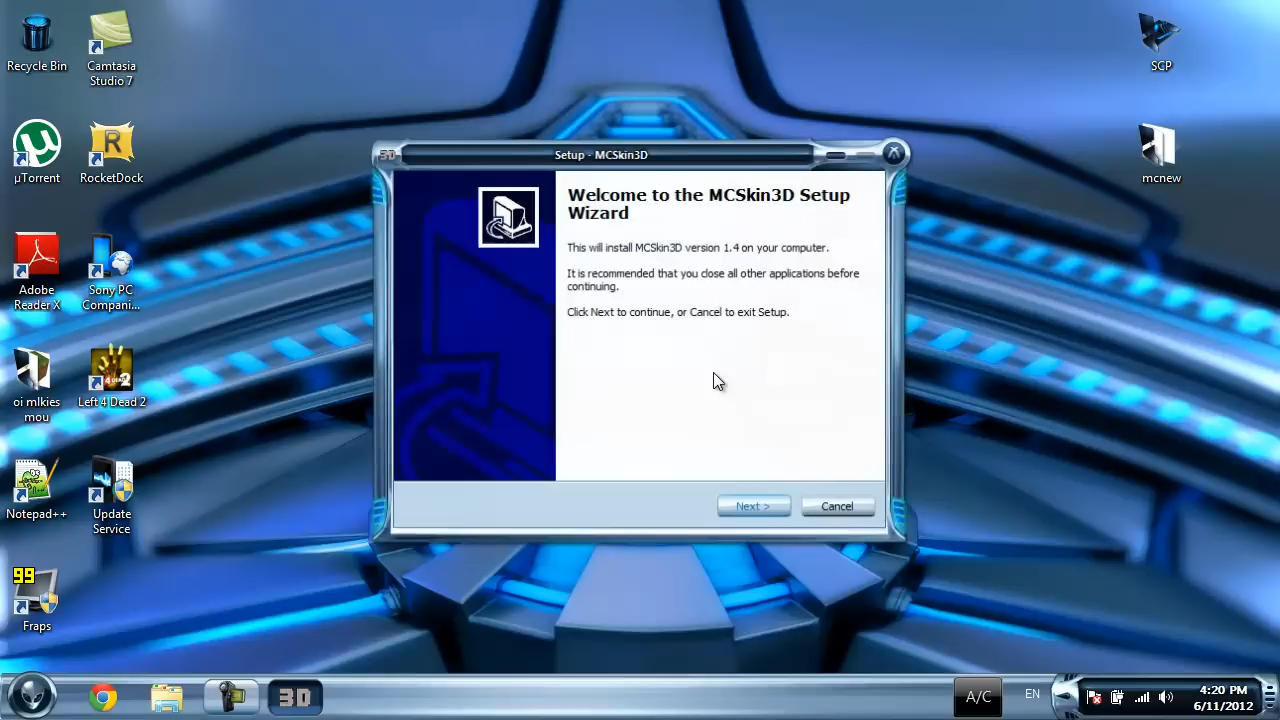 Recycle Bin
Camtasia
Studio 7
µTorrent
RocketDock
Adobe
Reader X
Sony PC
Compani...
oi mlkies
mou
Left 4 Dead 2
Notepad++
Update
Service
99
Fraps
SCP
mcnew
3D
Setup - MCSkin3D
Welcome to the MCSkin3D Setup
Wizard
This will install MCSkin3D version 1.4 on your computer.
It is recommended that you close all other applications before
continuing.
Click Next to continue, or Cancel to exit Setup.
Next >
Cancel
3D
A/C
EN
4:20 PM
6/11/2012